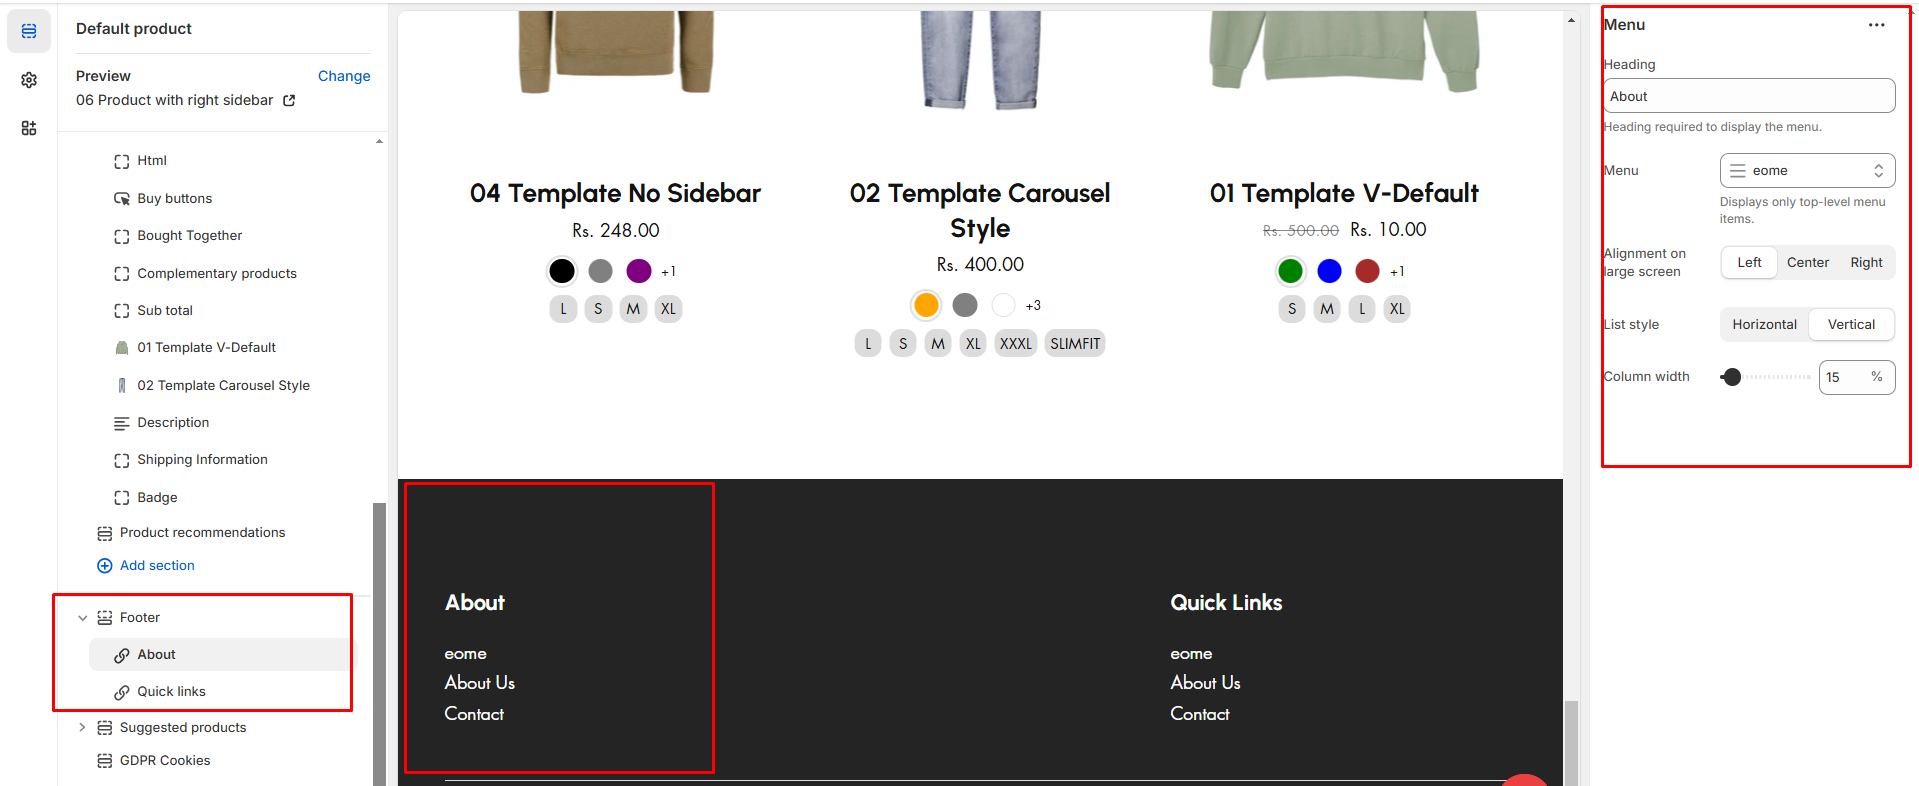 Default product
Preview
Change
06 Product with right sidebar
Html
Buy buttons
Bought Together
Complementary products
Sub total
01 Template V-Default
02 Template Carousel Style
Description
Shipping Information
Badge
Product recommendations
Add section
Footer
About
Quick links
Suggested products
GDPR Cookies
04 Template No Sidebar
Rs. 248.00
+1
L S M XL
02 Template Carousel
Style
Rs. 400.00
+3
L S M XL XXXL SLIMFIT
01 Template V-Default
Rs. 500.00 Rs. 10.00
+1
S M L XL
About
eome
About Us
Contact
Quick Links
eome
About Us
Contact
Menu
Heading
About
Heading required to display the menu.
Menu
eome
Displays only top-level menu
items.
Alignment on
large screen
Left Center Right
List style
Horizontal Vertical
Column width
15 %